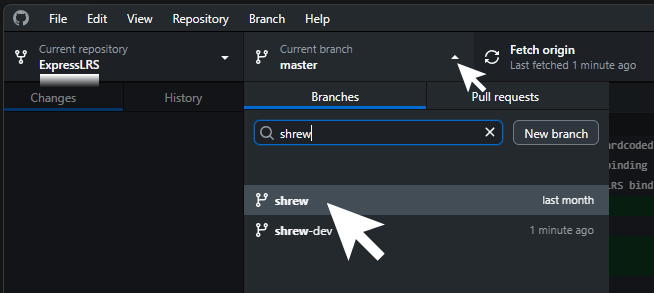 File Edit View Repository Branch Help
Current repository
ExpressLRS
Current branch
master
Fetch origin
Last fetched 1 minute ago
Changes
History
Branches
Pull requests
shrew
New branch
shrew
last month
shrew-dev
1 minute ago
ardcoded
inding
LRS bind